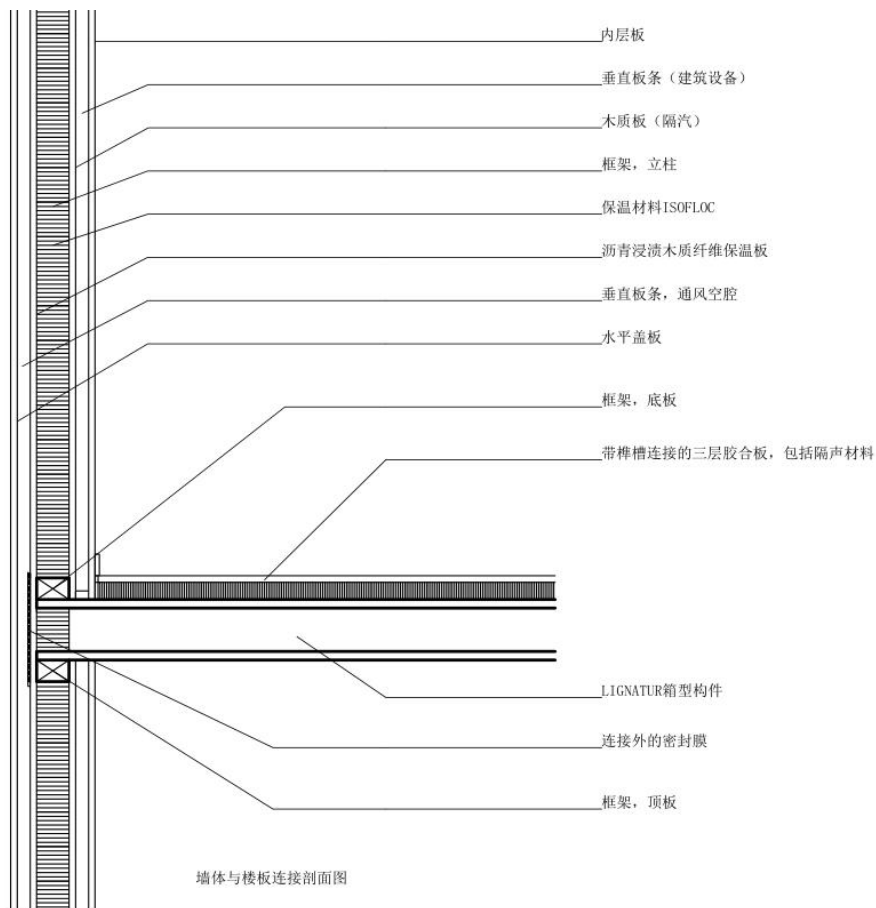 内层板
垂直板条（建筑设备）
木质板（隔汽）
框架，立柱
保温材料ISOFLOC
沥青浸渍木质纤维保温板
垂直板条，通风空腔
水平盖板
框架，底板
带榫槽连接的三层胶合板，包括隔声材料
LIGNATUR箱型构件
连接外的密封膜
框架，顶板
墙体与楼板连接剖面图